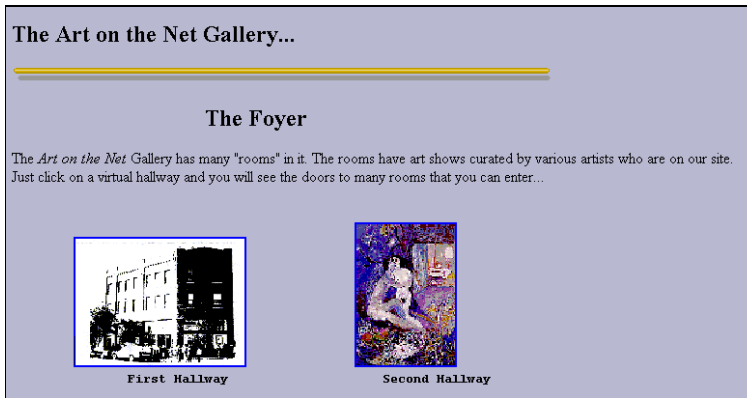 The Art on the Net Gallery...
The Foyer
The Art on the Net Gallery has many "rooms" in it. The rooms have art shows curated by various artists who are on our site.
Just click on a virtual hallway and you will see the doors to many rooms that you can enter...
First Hallway
Second Hallway